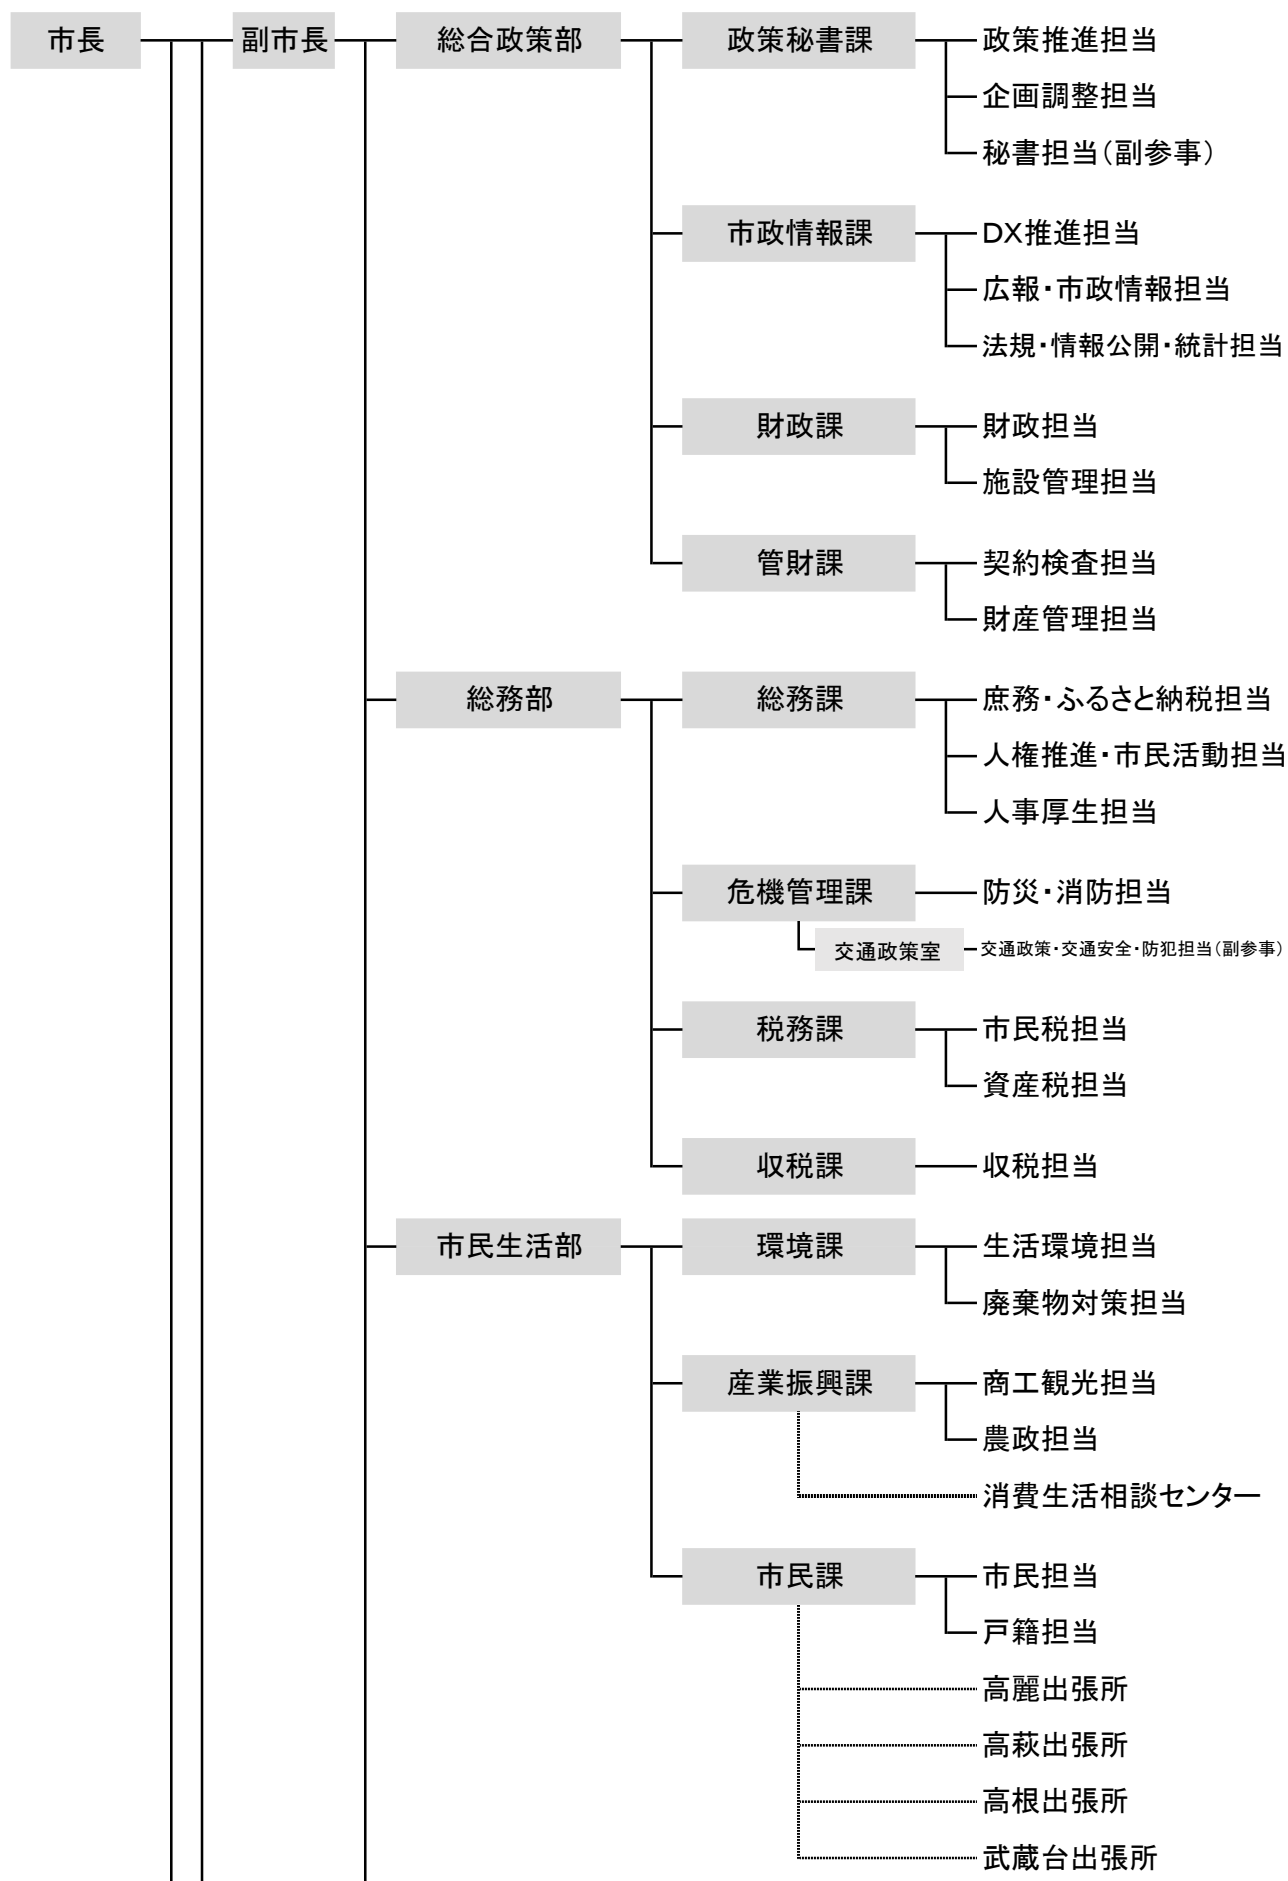 市長 副市長 総合政策部 政策秘書課 政策推進担当
企画調整担当
秘書担当(副参事)
市政情報課 DX推進担当
広報・市政情報担当
法規・情報公開・統計担当
財政課 財政担当
施設管理担当
管財課 契約検査担当
財産管理担当
総務部 総務課 庶務・ふるさと納税担当
人権推進・市民活動担当
人事厚生担当
危機管理課 防災・消防担当
交通政策室 交通政策・交通安全・防犯担当(副参事)
税務課 市民税担当
資産税担当
収税課 収税担当
市民生活部 環境課 生活環境担当
廃棄物対策担当
産業振興課 商工観光担当
農政担当
消費生活相談センター
市民課 市民担当
戸籍担当
高麗出張所
高萩出張所
高根出張所
武蔵台出張所